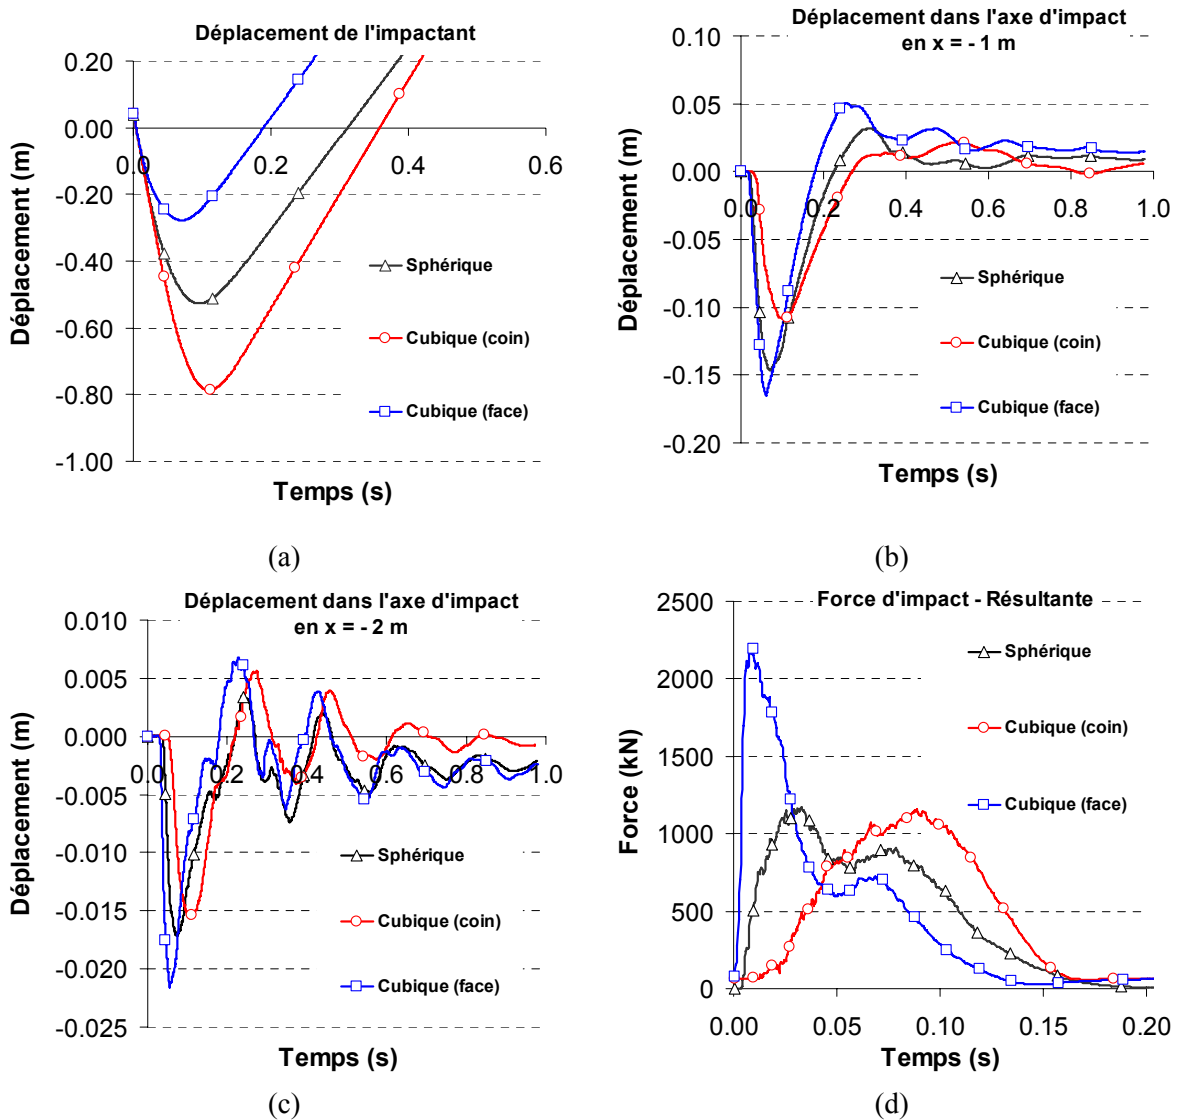 Déplacement de l'impactant
0.20
0.00
-0.20
-0.40
-0.60
-0.80
-1.00
0.0
0.2
0.4
0.6
Déplacement (m)
Temps (s)
Sphérique
Cubique (coin)
Cubique (face)
(a)
Déplacement dans l'axe d'impact
en x = - 1 m
0.10
0.05
0.00
-0.05
-0.10
-0.15
-0.20
0.0
0.2
0.4
0.6
0.8
1.0
Déplacement (m)
Temps (s)
Sphérique
Cubique (coin)
Cubique (face)
(b)
Déplacement dans l'axe d'impact
en x = - 2 m
0.010
0.005
0.000
-0.005
-0.010
-0.015
-0.020
-0.025
0.0
0.2
0.4
0.6
0.8
1.0
Déplacement (m)
Temps (s)
Sphérique
Cubique (coin)
Cubique (face)
(c)
Force d'impact - Résultante
2500
2000
1500
1000
500
0
0.00
0.05
0.10
0.15
0.20
Force (kN)
Temps (s)
Sphérique
Cubique (coin)
Cubique (face)
(d)